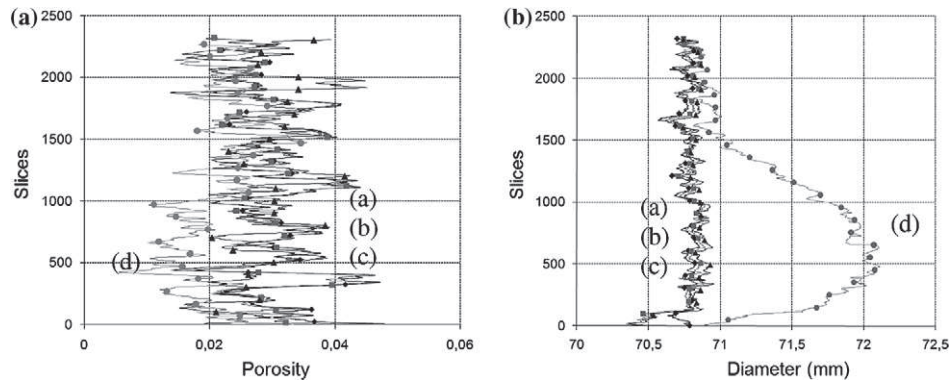 (a)
2500
2000
1500
1000
500
0
Slices
(a)
(b)
(c)
(d)
0
0,02
0,04
0,06
Porosity
(b)
2500
2000
1500
1000
500
0
Slices
(a)
(b)
(c)
(d)
70
70,5
71
71,5
72
72,5
Diameter (mm)